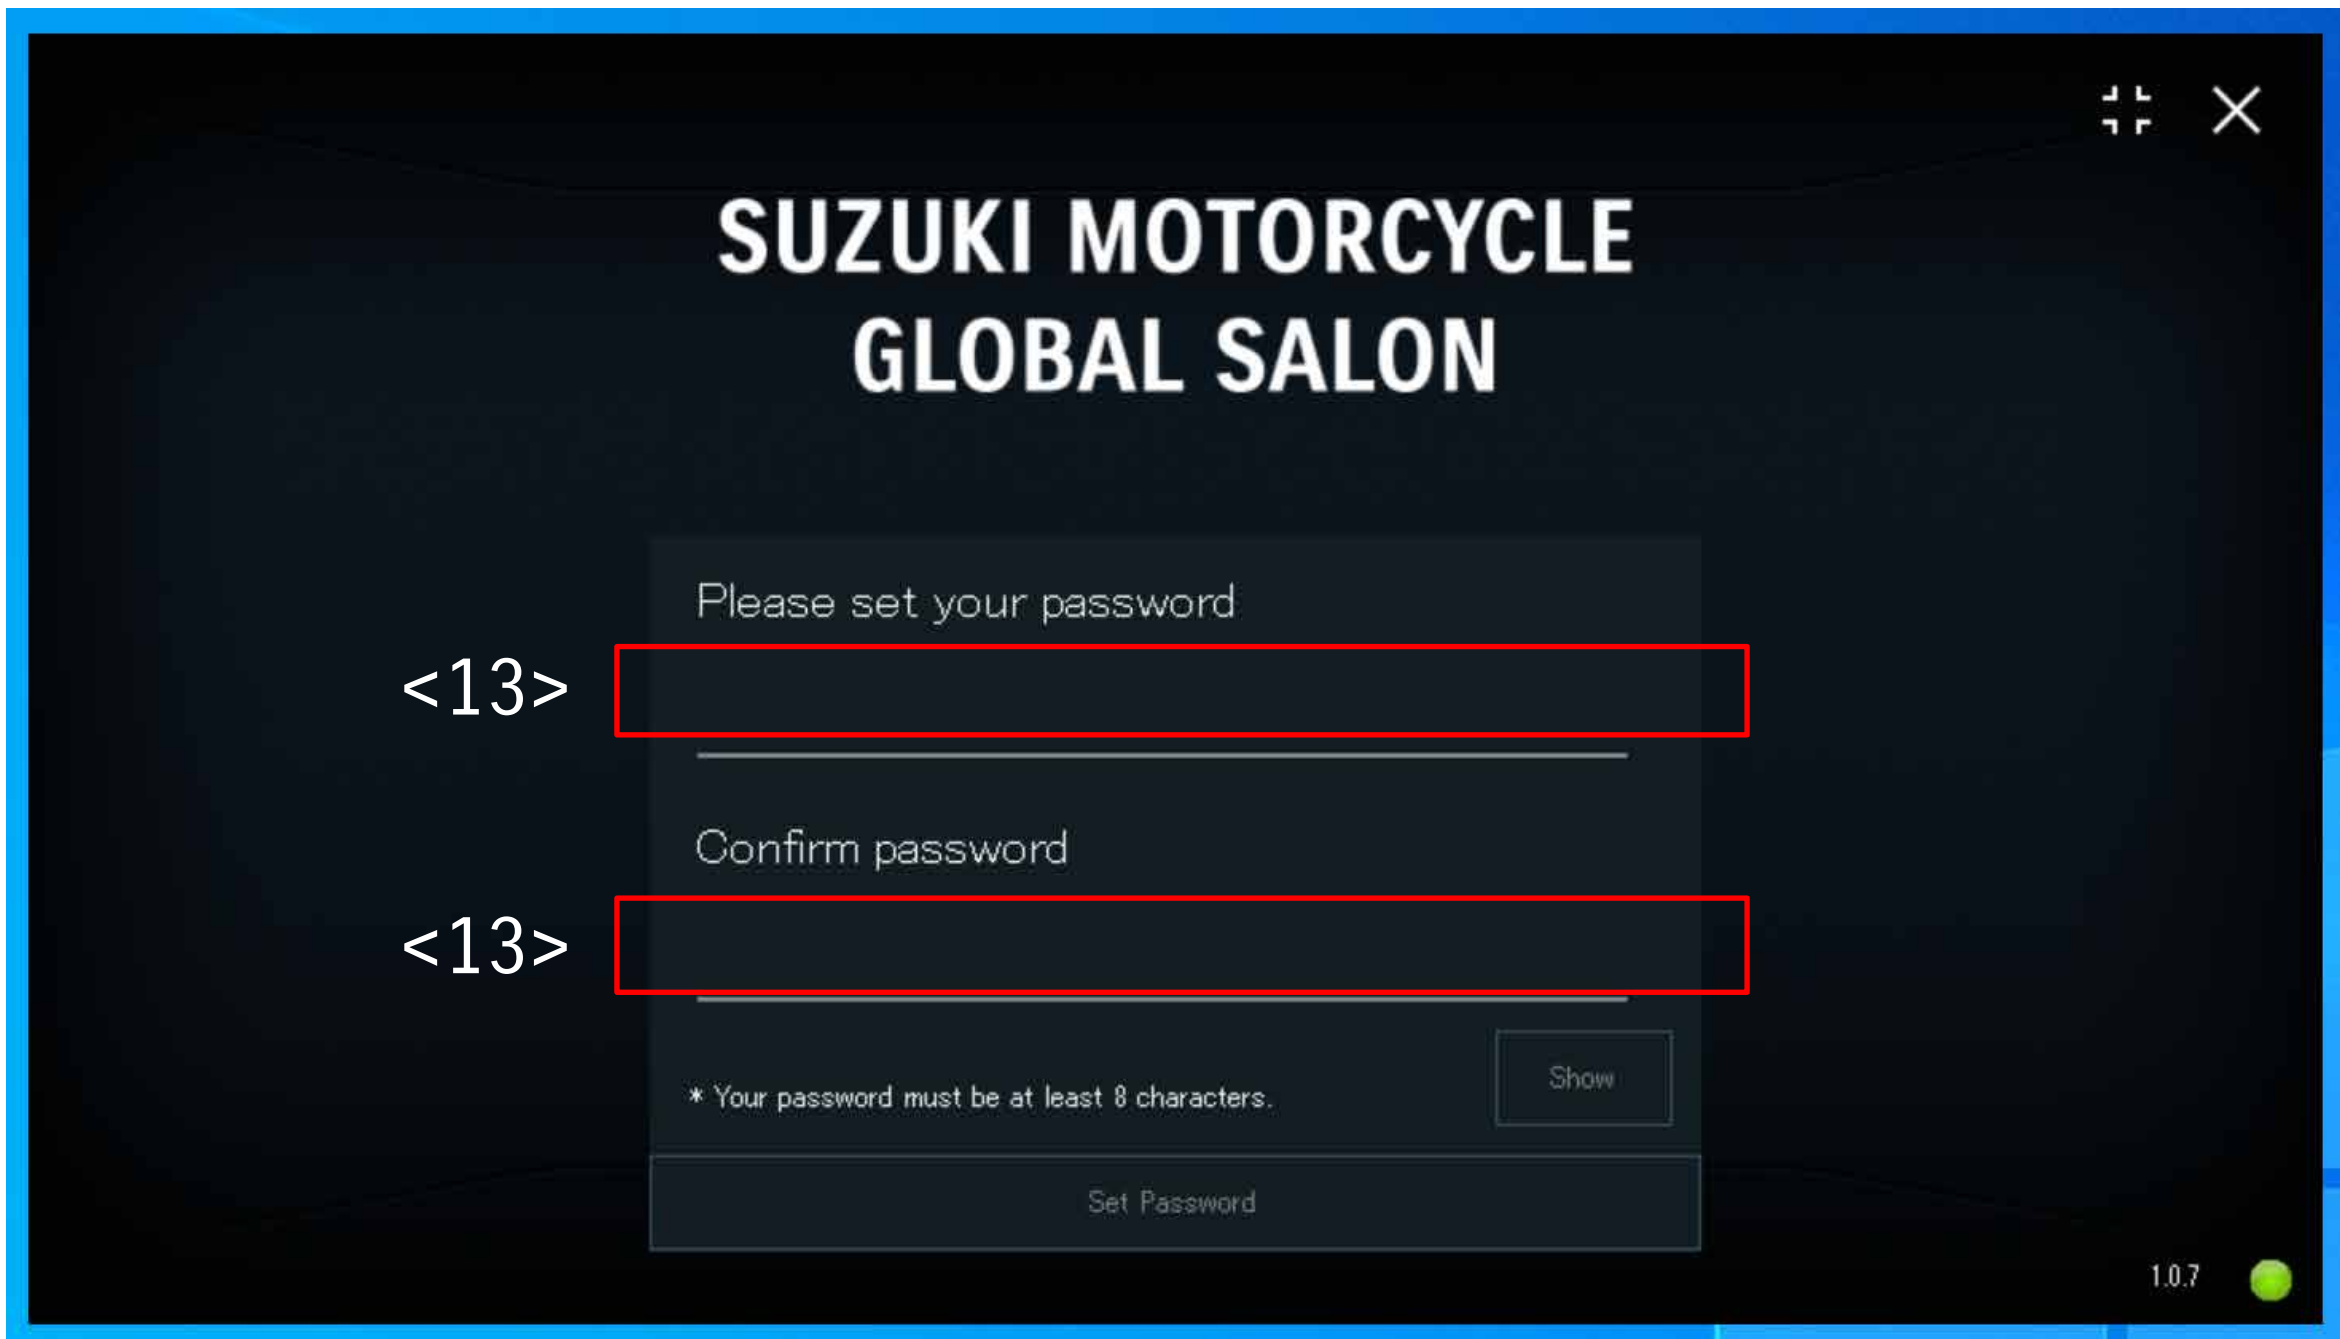 SUZUKI MOTORCYCLE
GLOBAL SALON
Please set your password
<13>
Confirm password
<13>
* Your password must be at least 8 characters.
Show
Set Password
1.0.7